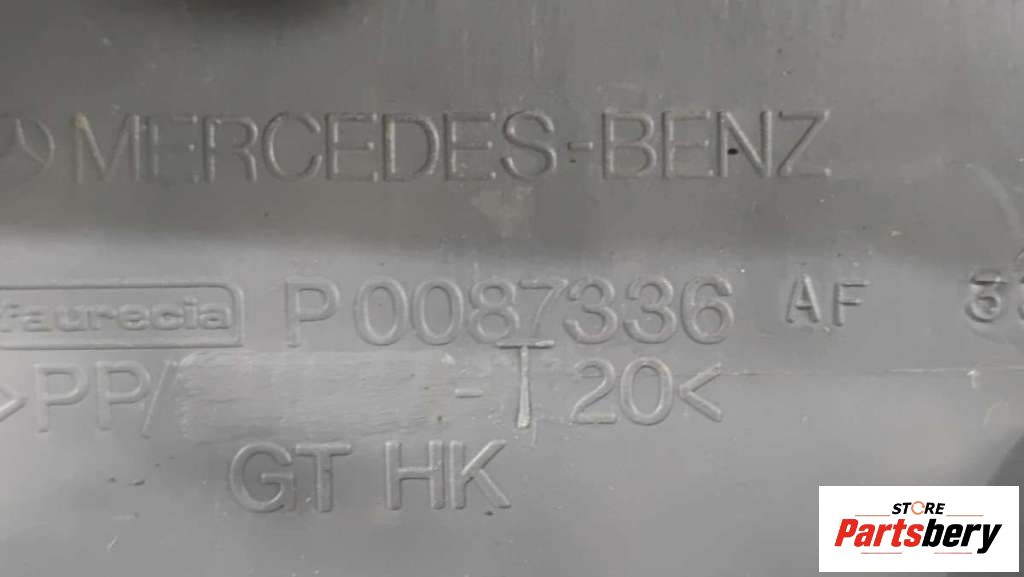 MERCEDES-BENZ
faurecia P0087336 AF
>PP/ -T20<
GT HK
STORE
Partsbery